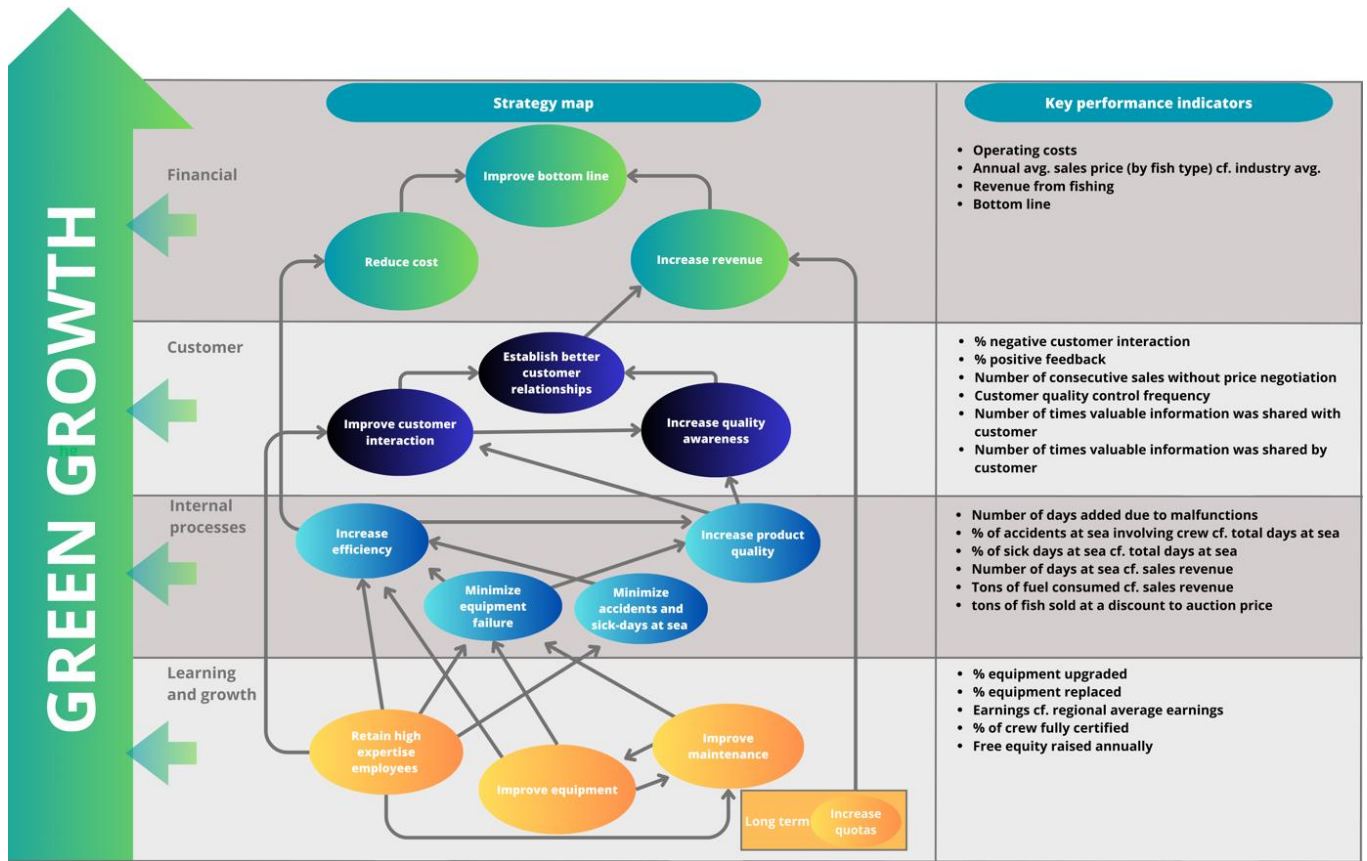 GREEN GROWTH
he
Strategy map
Key performance indicators
Financial
Improve bottom line
Reduce cost
Increase revenue
• Operating costs
• Annual avg. sales price (by fish type) cf. industry avg.
• Revenue from fishing
• Bottom line
Customer
Establish better
customer
relationships
Improve customer
interaction
Increase quality
awareness
• % negative customer interaction
• % positive feedback
• Number of consecutive sales without price negotiation
• Customer quality control frequency
• Number of times valuable information was shared with
customer
• Number of times valuable information was shared by
customer
Internal
processes
Increase
efficiency
Increase product
quality
Minimize
equipment
failure
Minimize
accidents and
sick-days at sea
• Number of days added due to malfunctions
• % of accidents at sea involving crew cf. total days at sea
• % of sick days at sea cf. total days at sea
• Number of days at sea cf. sales revenue
• Tons of fuel consumed cf. sales revenue
• tons of fish sold at a discount to auction price
Learning
and growth
Retain high
expertise
employees
Improve equipment
Improve
maintenance
Long term
Increase
quotas
• % equipment upgraded
• % equipment replaced
• Earnings cf. regional average earnings
• % of crew fully certified
• Free equity raised annually